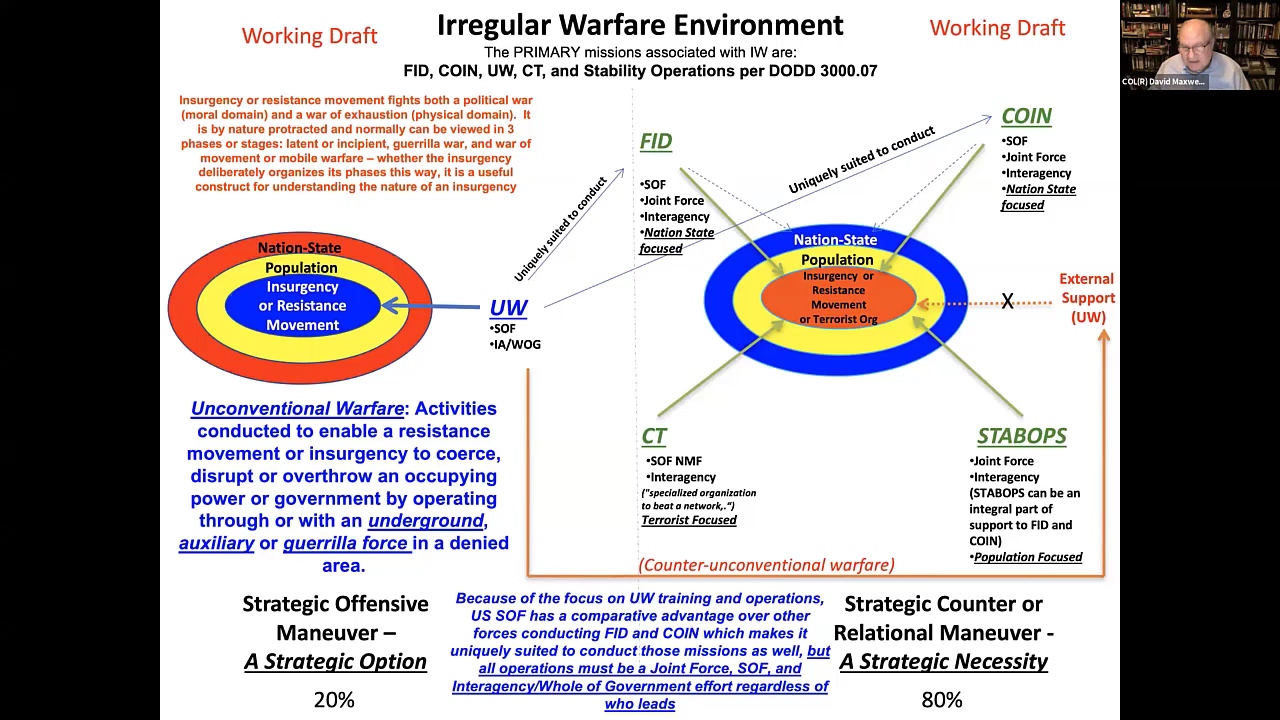 Working Draft
Irregular Warfare Environment
Working Draft
The PRIMARY missions associated with IW are:
FID, COIN, UW, CT, and Stability Operations per DODD 3000.07
COL(R) David Maxwe...
Insurgency or resistance movement fights both a political war
(moral domain) and a war of exhaustion (physical domain). It
is by nature protracted and normally can be viewed in 3
phases or stages: latent or incipient, guerrilla war, and war of
movement or mobile warfare – whether the insurgency
deliberately organizes its phases this way, it is a useful
construct for understanding the nature of an insurgency
FID
•SOF
•Joint Force
•Interagency
•Nation State
focused
Uniquely suited to conduct
Uniquely suited to conduct
COIN
•SOF
•Joint Force
•Interagency
•Nation State
focused
Nation-State
Population
Insurgency
or Resistance
Movement
UW
•SOF
•IA/WOG
Nation-State
Population
Insurgency or
Resistance
Movement
or Terrorist Org
X
External
Support
(UW)
Unconventional Warfare: Activities
conducted to enable a resistance
movement or insurgency to coerce,
disrupt or overthrow an occupying
power or government by operating
through or with an underground,
auxiliary or guerrilla force in a denied
area.
CT
•SOF NMF
•Interagency
("specialized organization
to beat a network,.“)
Terrorist Focused
STABOPS
•Joint Force
•Interagency
(STABOPS can be an
integral part of
support to FID and
COIN)
•Population Focused
(Counter-unconventional warfare)
Strategic Offensive
Maneuver –
A Strategic Option
20%
Because of the focus on UW training and operations,
US SOF has a comparative advantage over other
forces conducting FID and COIN which makes it
uniquely suited to conduct those missions as well, but
all operations must be a Joint Force, SOF, and
Interagency/Whole of Government effort regardless of
who leads
Strategic Counter or
Relational Maneuver -
A Strategic Necessity
80%